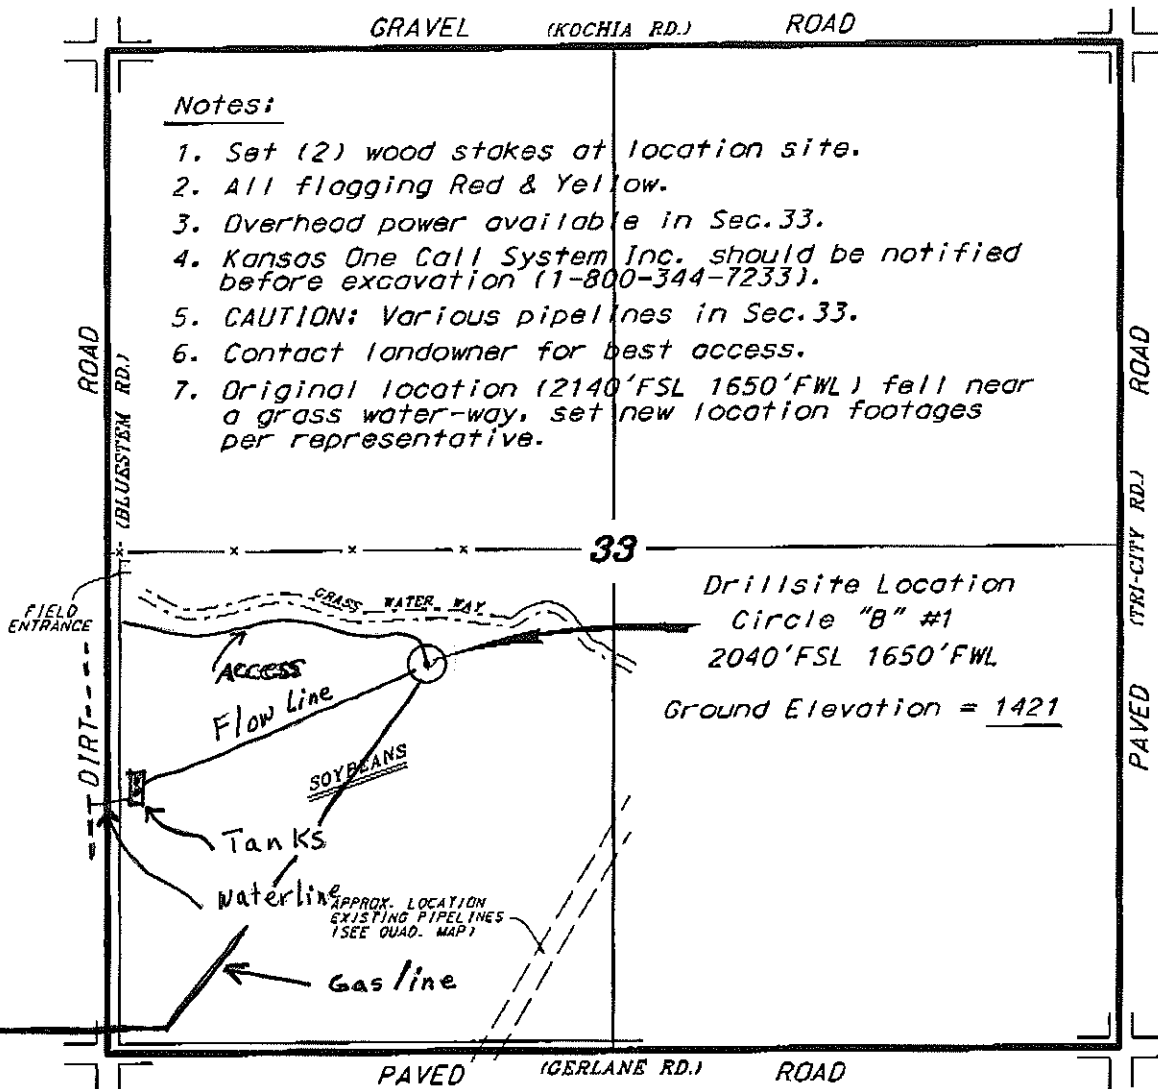 GRAVEL (KOCHIA RD.) ROAD
Notes:
1. Set (2) wood stakes at location site.
2. All flagging Red & Yellow.
3. Overhead power available in Sec.33.
4. Kansas One Call System Inc. should be notified
before excavation (1-800-344-7233).
5. CAUTION: Various pipelines in Sec.33.
6. Contact landowner for best access.
7. Original location (2140'FSL 1650'FWL) fell near
a grass water-way, set new location footages
per representative.
ROAD
(BLUESTEM RD.)
DIRT
ROAD
(TRI-CITY RD.)
PAVED
33
FIELD
ENTRANCE
GRASS WATER WAY
Drillsite Location
Circle "B" #1
2040'FSL 1650'FWL
Ground Elevation = 1421
Access
Flow Line
SOYBEANS
Tanks
Waterline
APPROX. LOCATION
EXISTING PIPELINES
(SEE QUAD. MAP)
Gas line
PAVED (GERLANE RD.) ROAD